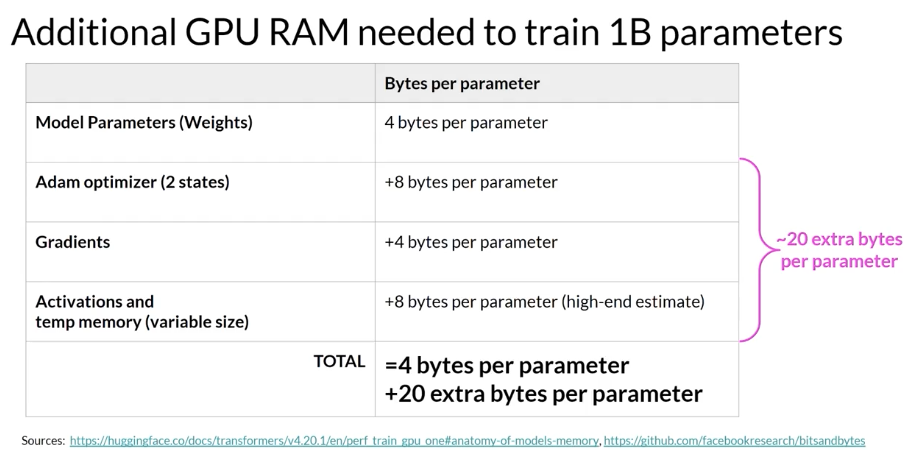 Additional GPU RAM needed to train 1B parameters
Bytes per parameter
Model Parameters (Weights)
4 bytes per parameter
Adam optimizer (2 states)
+8 bytes per parameter
Gradients
+4 bytes per parameter
Activations and
temp memory (variable size)
+8 bytes per parameter (high-end estimate)
~20 extra bytes
per parameter
TOTAL
=4 bytes per parameter
+20 extra bytes per parameter
Sources: https://huggingface.co/docs/transformers/v4.20.1/en/perf_train_gpu_one#anatomy-of-models-memory, https://github.com/facebookresearch/bitsandbytes